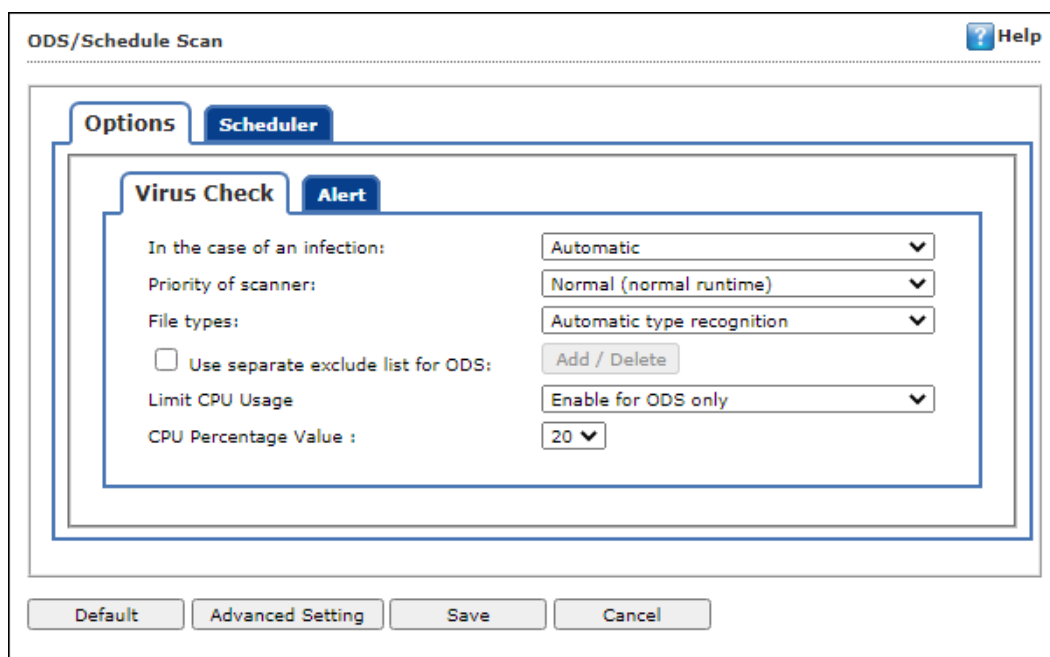 ODS/Schedule Scan
? Help
Options Scheduler
Virus Check Alert
In the case of an infection: Automatic
Priority of scanner: Normal (normal runtime)
File types: Automatic type recognition
Use separate exclude list for ODS: Add / Delete
Limit CPU Usage Enable for ODS only
CPU Percentage Value : 20
Default Advanced Setting Save Cancel